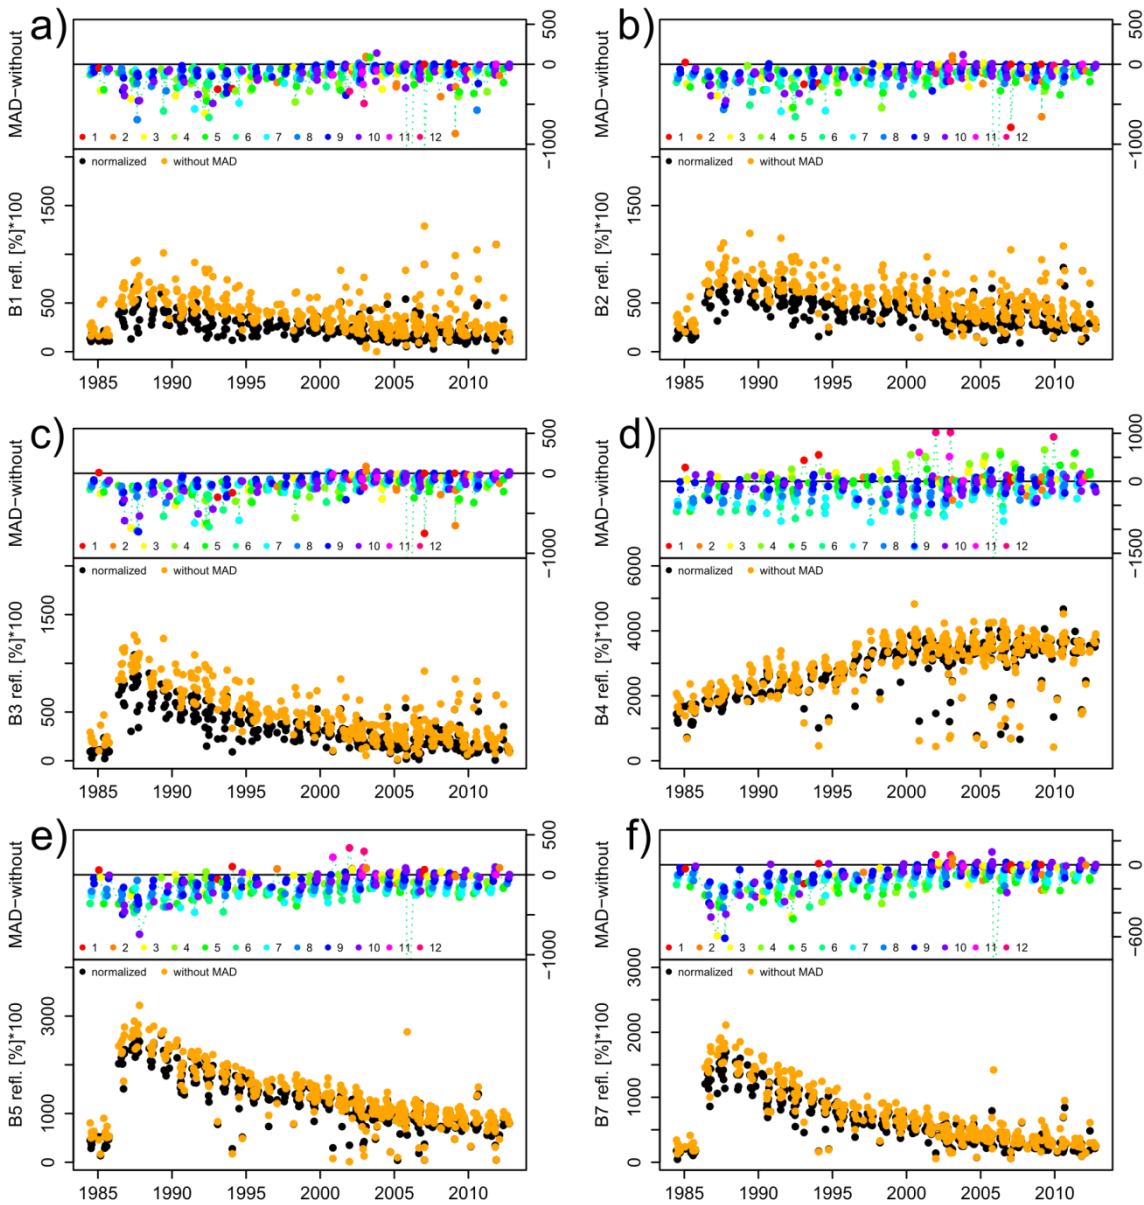 a)
MAD−without
500
0
−1000
1 2 3 4 5 6 7 8 9 10 11 12
normalized without MAD
B1 refl. [%]*100
1500
500
0
1985 1990 1995 2000 2005 2010
b)
MAD−without
500
0
−1000
1 2 3 4 5 6 7 8 9 10 11 12
normalized without MAD
B2 refl. [%]*100
1500
500
0
1985 1990 1995 2000 2005 2010
c)
MAD−without
500
0
−1000
1 2 3 4 5 6 7 8 9 10 11 12
normalized without MAD
B3 refl. [%]*100
1500
500
0
1985 1990 1995 2000 2005 2010
d)
MAD−without
1000
0
−1500
1 2 3 4 5 6 7 8 9 10 11 12
normalized without MAD
B4 refl. [%]*100
6000
4000
2000
0
1985 1990 1995 2000 2005 2010
e)
MAD−without
500
0
−1000
1 2 3 4 5 6 7 8 9 10 11 12
normalized without MAD
B5 refl. [%]*100
3000
1000
0
1985 1990 1995 2000 2005 2010
f)
MAD−without
0
−600
1 2 3 4 5 6 7 8 9 10 11 12
normalized without MAD
B7 refl. [%]*100
3000
2000
1000
0
1985 1990 1995 2000 2005 2010